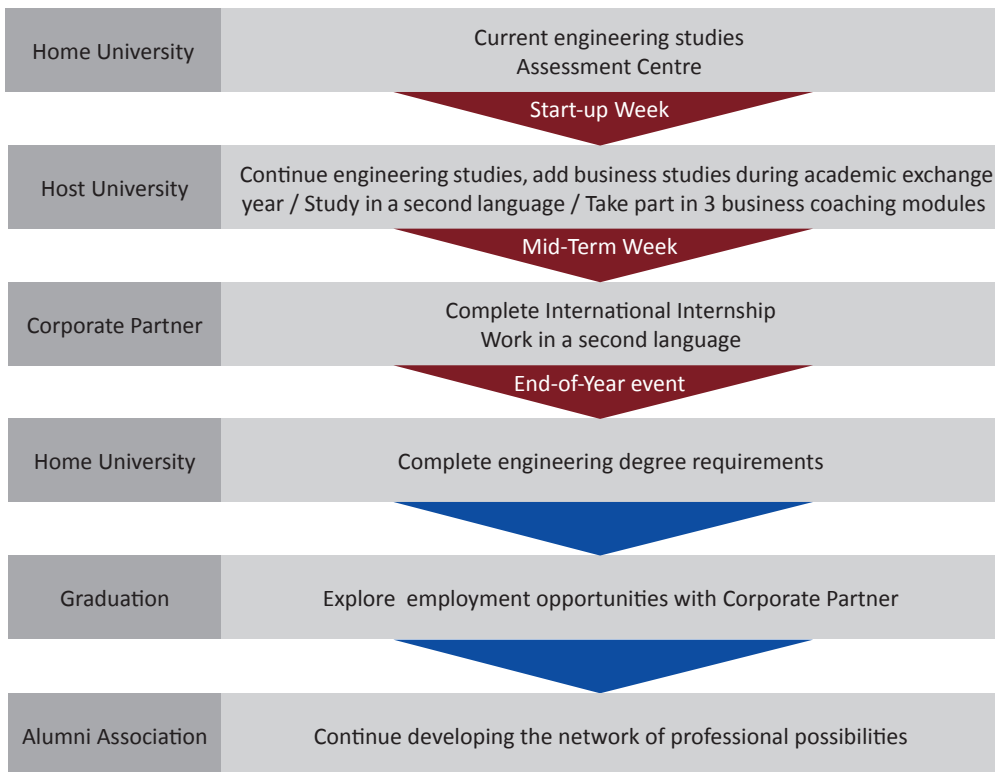 Home University
Current engineering studies
Assessment Centre
Start-up Week
Host University
Continue engineering studies, add business studies during academic exchange
year / Study in a second language / Take part in 3 business coaching modules
Mid-Term Week
Corporate Partner
Complete International Internship
Work in a second language
End-of-Year event
Home University
Complete engineering degree requirements
Graduation
Explore employment opportunities with Corporate Partner
Alumni Association
Continue developing the network of professional possibilities